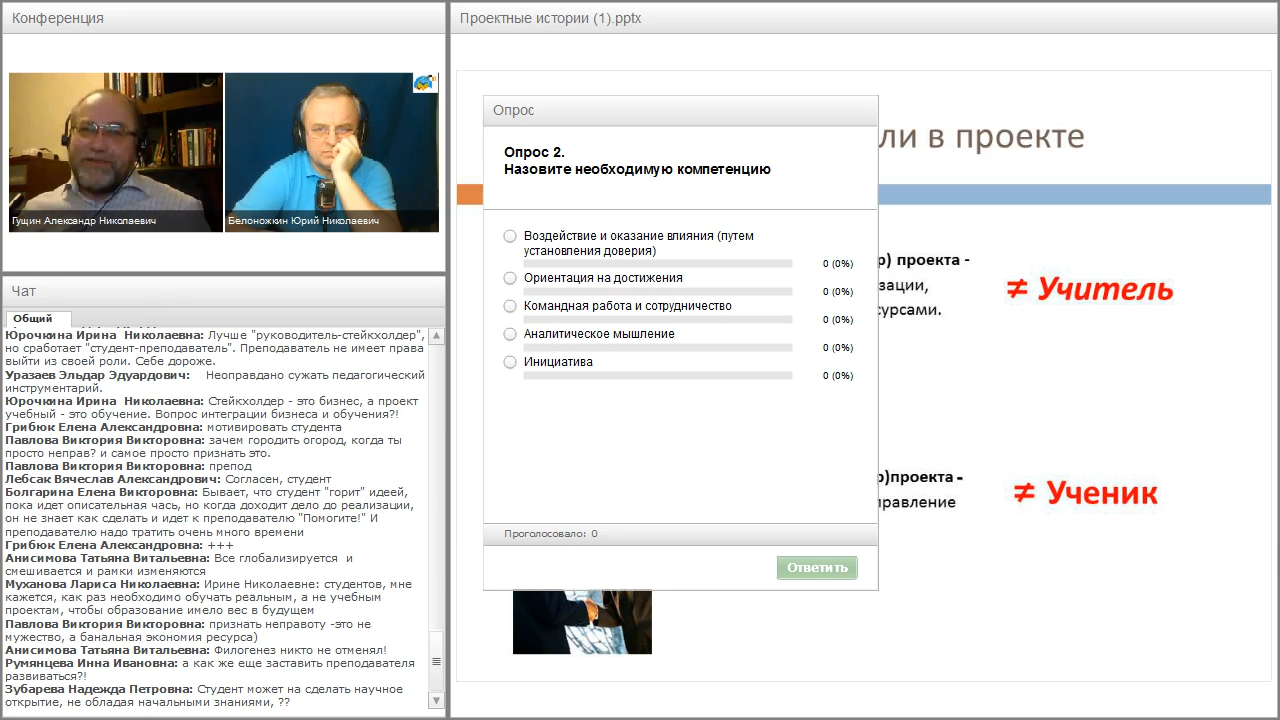 Конференция
Гущин Александр Николаевич
Белоножкин Юрий Николаевич
Чат
Общий
Юрочкина Ирина Николаевна: Лучше "руководитель-стейкхолдер",
но сработает "студент-преподаватель". Преподаватель не имеет права
выйти из своей роли. Себе дороже.
Уразаев Эльдар Эдуардович: Неоправдано сужать педагогический
инструментарий.
Юрочкина Ирина Николаевна: Стейкхолдер - это бизнес, а проект
учебный - это обучение. Вопрос интеграции бизнеса и обучения?!
Грибюк Елена Александровна: мотивировать студента
Павлова Виктория Викторовна: зачем городить огород, когда ты
просто неправ? и самое просто признать это.
Павлова Виктория Викторовна: препод
Лебсак Вячеслав Александрович: Согласен, студент
Болгарина Елена Викторовна: Бывает, что студент "горит" идеей,
пока идет описательная чась, но когда доходит дело до реализации,
он не знает как сделать и идет к преподавателю "Помогите!" И
преподавателю надо тратить очень много времени
Грибюк Елена Александровна: +++
Анисимова Татьяна Витальевна: Все глобализируется и
смешивается и рамки изменяются
Муханова Лариса Николаевна: Ирине Николаевне: студентов, мне
кажется, как раз необходимо обучать реальным, а не учебным
проектам, чтобы образование имело вес в будущем
Павлова Виктория Викторовна: признать неправоту -это не
мужество, а банальная экономия ресурса)
Анисимова Татьяна Витальевна: Филогенез никто не отменял!
Румянцева Инна Ивановна: а как же еще заставить преподавателя
развиваться?!
Зубарева Надежда Петровна: Студент может на сделать научное
открытие, не обладая начальными знаниями, ??
Проектные истории (1).pptx
ли в проекте
р) проекта -
зации,
сурсами.
≠ Учитель
р)проекта -
правление
≠ Ученик
Опрос
Опрос 2.
Назовите необходимую компетенцию
Воздействие и оказание влияния (путем
установления доверия)
0 (0%)
Ориентация на достижения
0 (0%)
Командная работа и сотрудничество
0 (0%)
Аналитическое мышление
0 (0%)
Инициатива
0 (0%)
Проголосовало: 0
Ответить